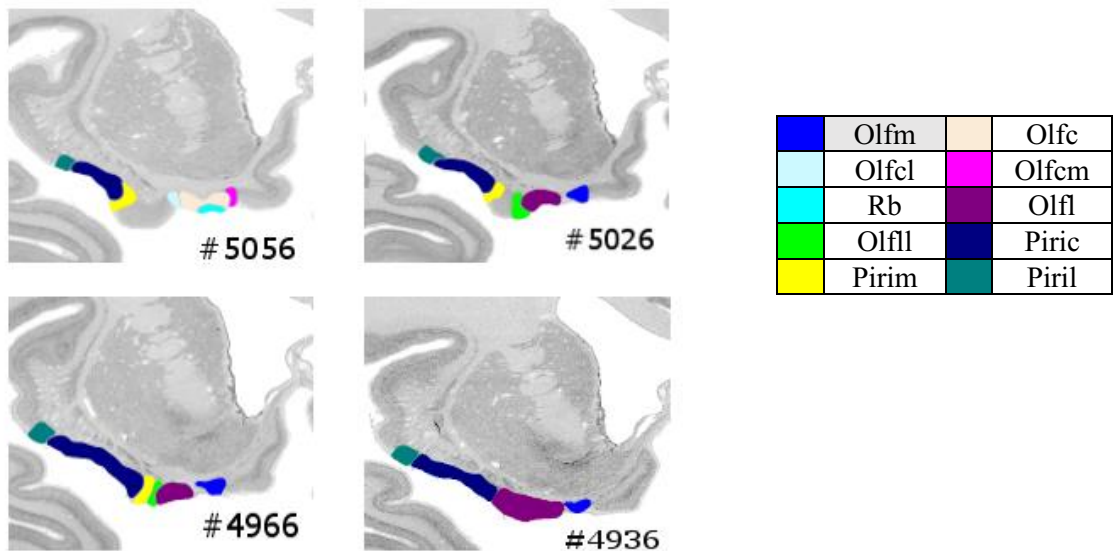 #5056
#5026
Olfm Olfc
Olfcl Olfcm
Rb Olfl
Olfll Piric
Pirim Piril
#4966
#4936